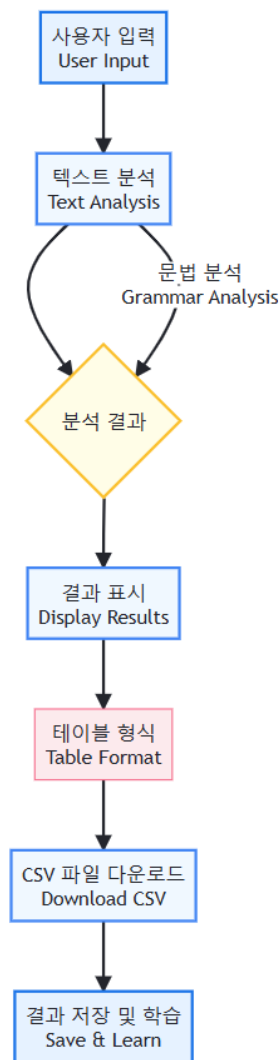 사용자 입력
User Input
텍스트 분석
Text Analysis
문법 분석
Grammar Analysis
분석 결과
결과 표시
Display Results
테이블 형식
Table Format
CSV 파일 다운로드
Download CSV
결과 저장 및 학습
Save & Learn